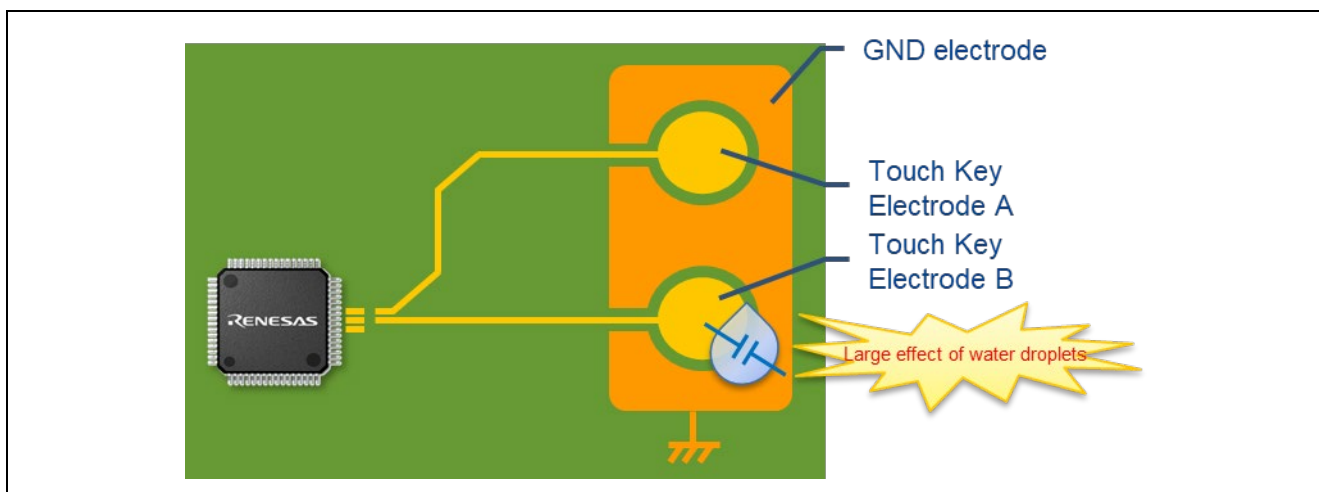 GND electrode
Touch Key
Electrode A
Touch Key
Electrode B
RENESAS
Large effect of water droplets